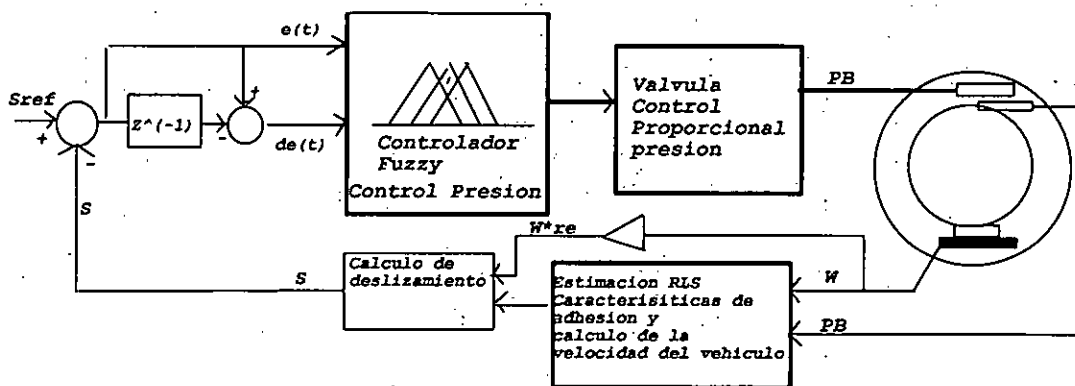 e(t)
Sref
+
-
Z^(-1)
+
-
de(t)
Controlador
Fuzzy
Control Presion
Valvula
Control
Proporcional
presion
PB
S
W*re
Calculo de
deslizamiento
S
Estimacion RLS
Caracterisiticas de
adhesion y
calculo de la
velocidad del vehiculo
W
PB